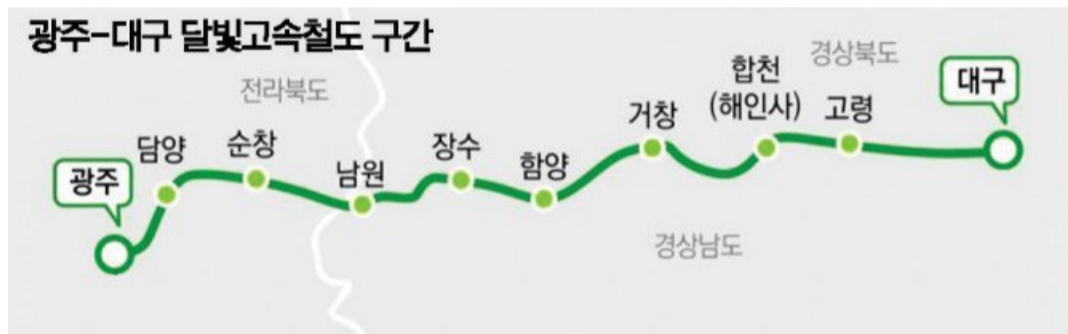 광주-대구 달빛고속철도 구간
전라북도
경상북도
합천
(해인사)
대구
담양
순창
거창
고령
광주
남원
장수
함양
경상남도